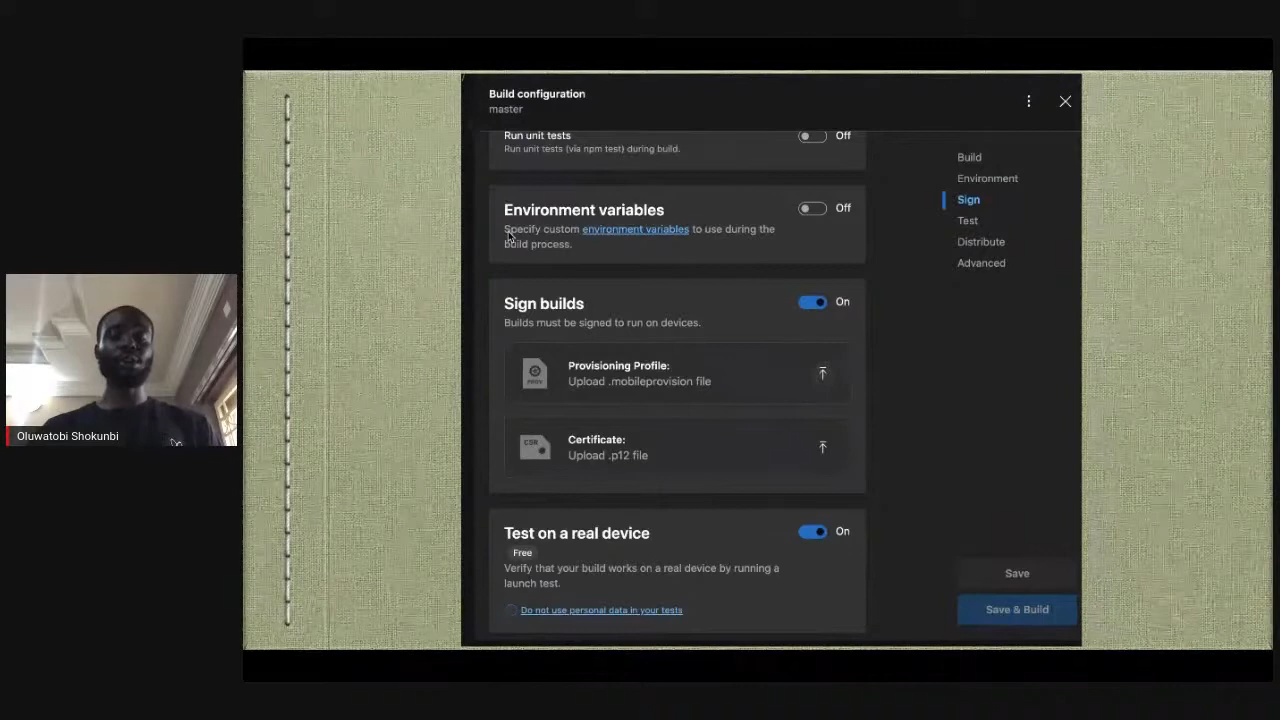 Build configuration
master
Run unit tests
Off
Run unit tests (via npm test) during build.
Environment variables
Off
Specify custom environment variables to use during the
build process.
Sign builds
On
Builds must be signed to run on devices.
PROV
Provisioning Profile:
Upload .mobileprovision file
CSR
Certificate:
Upload .p12 file
Test on a real device
On
Free
Verify that your build works on a real device by running a
launch test.
Do not use personal data in your tests
Build
Environment
Sign
Test
Distribute
Advanced
Save
Save & Build
Oluwatobi Shokunbi